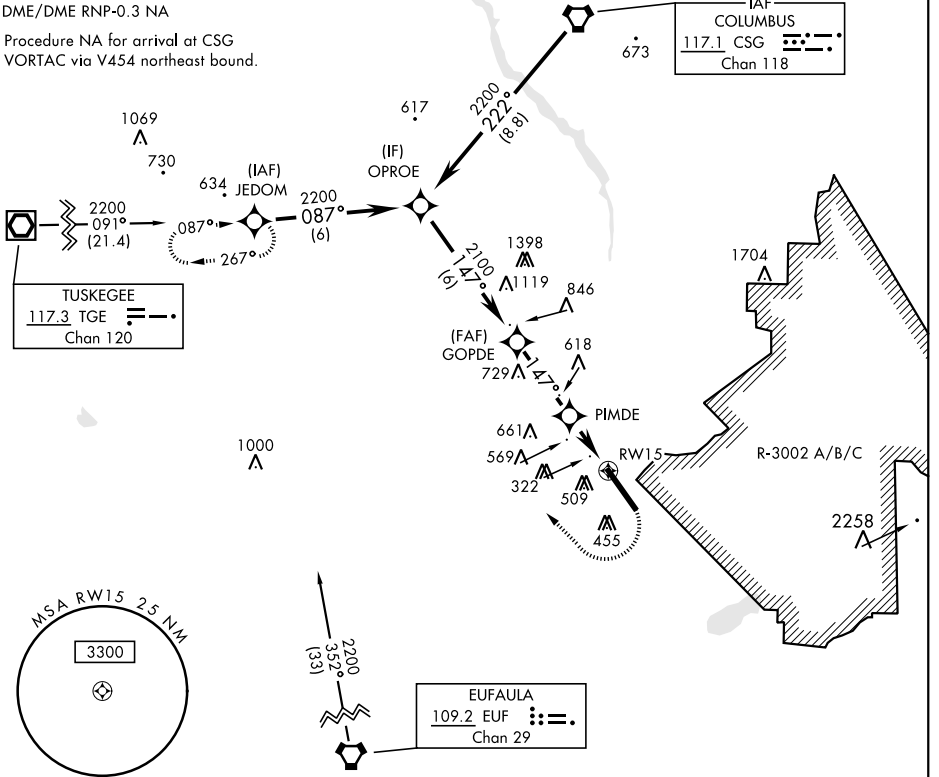 DME/DME RNP-0.3 NA
Procedure NA for arrival at CSG
VORTAC via V454 northeast bound.
IAF
COLUMBUS
117.1 CSG
Chan 118
673
2200
222°
(8.8)
617
1069
730
634
(IAF)
JEDOM
(IF)
OPROE
2200
091°
(21.4)
087°
267°
2200
087°
(6)
TUSKEGEE
117.3 TGE
Chan 120
2100
147°
(6)
1398
1119
846
1704
(FAF)
GOPDE
729
618
147°
PIMDE
661
569
322
509
455
RW15
R-3002 A/B/C
2258
1000
MSA RW15 25 NM
3300
2200
352°
(33)
EUFAULA
109.2 EUF
Chan 29